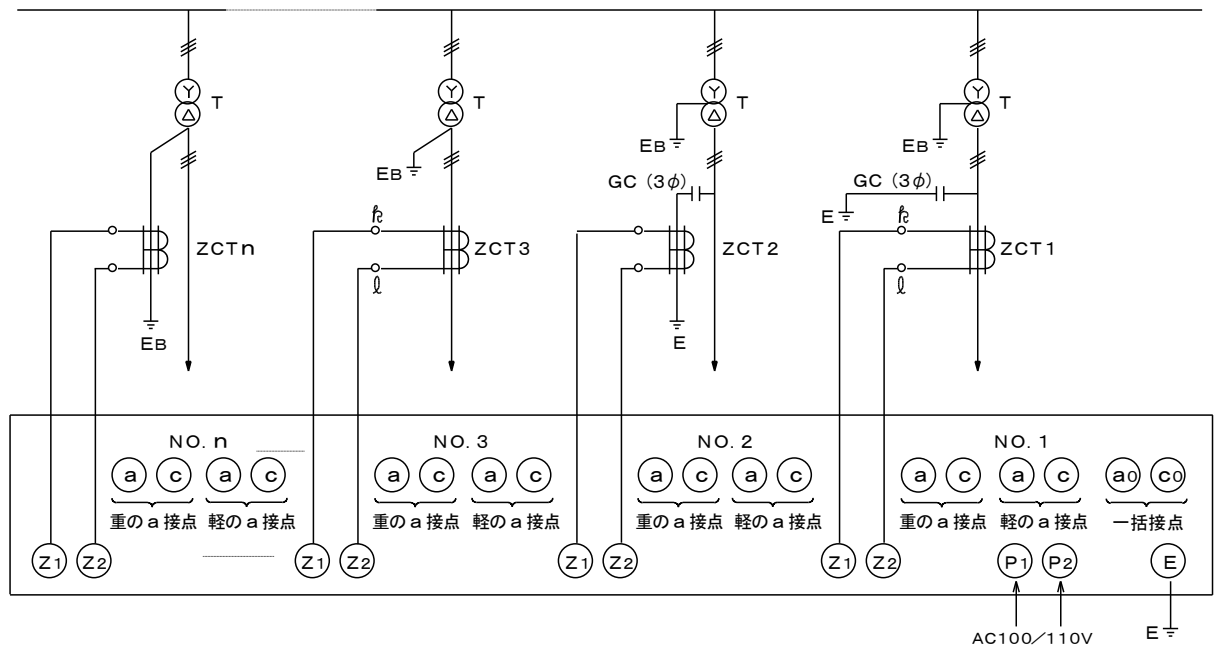 Y Δ T
Y Δ T
Y Δ T
Y Δ T
EB
EB
EB
EB
GC (3φ)
GC (3φ)
E
k
k
ZCTn
ZCT3
ZCT2
ZCT1
l
l
EB
E
NO. n
NO. 3
NO. 2
NO. 1
a c a c
a c a c
a c a c
a c a c a0 c0
重のa接点 軽のa接点
重のa接点 軽のa接点
重のa接点 軽のa接点
重のa接点 軽のa接点 一括接点
Z1 Z2
Z1 Z2
Z1 Z2
Z1 Z2
P1 P2
E
AC100/110V
E